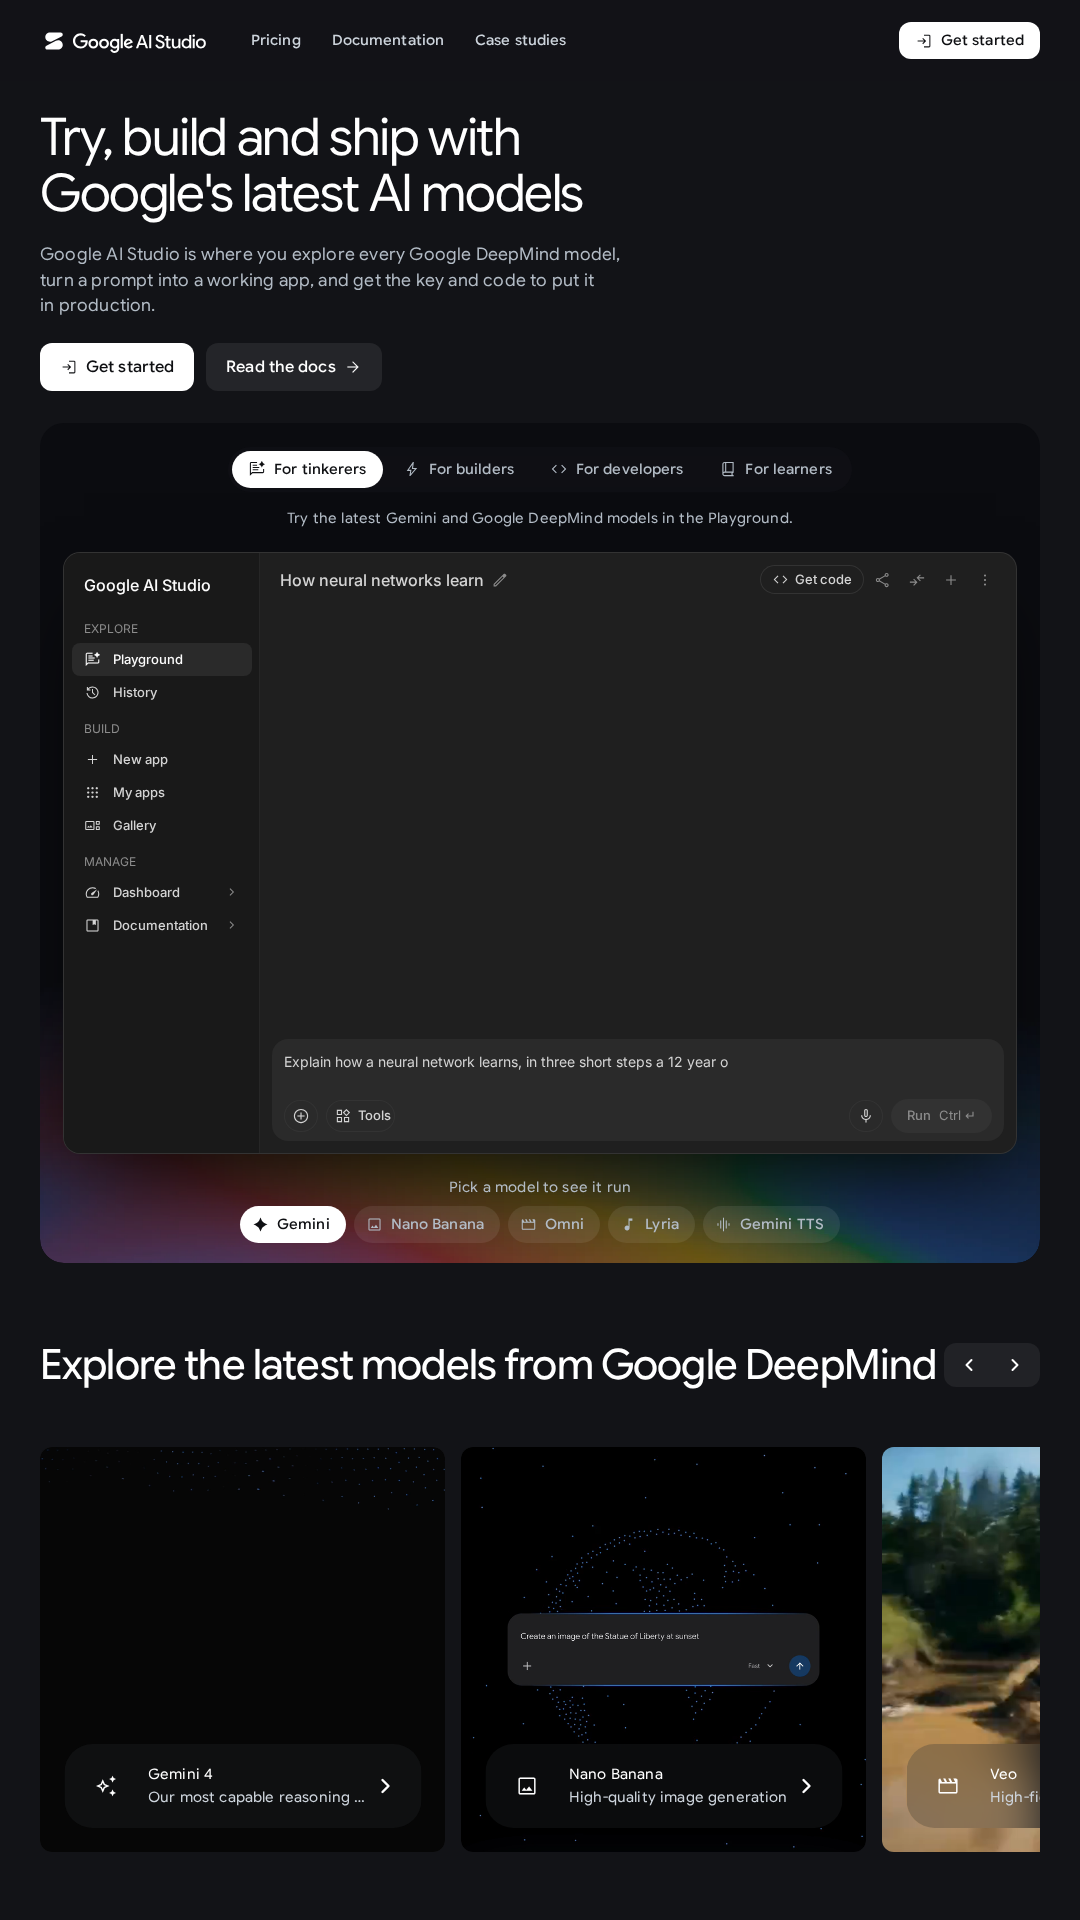 Google AI Studio
Pricing
Documentation
Case studies
Get started
Try, build and ship with
Google's latest AI models
Google AI Studio is where you explore every Google DeepMind model,
turn a prompt into a working app, and get the key and code to put it
in production.
Get started
Read the docs
For tinkerers
For builders
For developers
For learners
Try the latest Gemini and Google DeepMind models in the Playground.
Google AI Studio
EXPLORE
Playground
History
BUILD
New app
My apps
Gallery
MANAGE
Dashboard
Documentation
How neural networks learn
Get code
Explain how a neural network learns, in three short steps a 12 year o
Tools
Run Ctrl ↵
Pick a model to see it run
Gemini
Nano Banana
Omni
Lyria
Gemini TTS
Explore the latest models from Google DeepMind
Gemini 4
Our most capable reasoning ...
Create an image of the Statue of Liberty at sunset
Fast
Nano Banana
High-quality image generation
Veo
High-fi